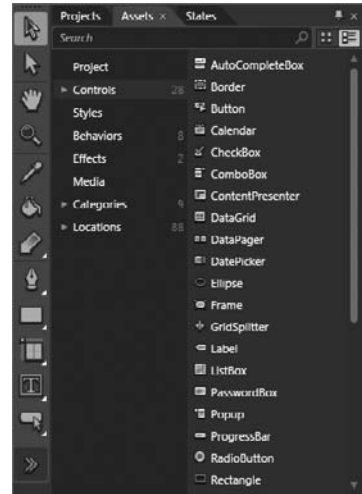 Projects Assets × States
Search
Project
Controls 28
Styles
Behaviors 8
Effects 2
Media
Categories 9
Locations 88
AutoCompleteBox
Border
Button
Calendar
CheckBox
ComboBox
ContentPresenter
DataGrid
DataPager
DatePicker
Ellipse
Frame
GridSplitter
Label
ListBox
PasswordBox
Popup
ProgressBar
RadioButton
Rectangle